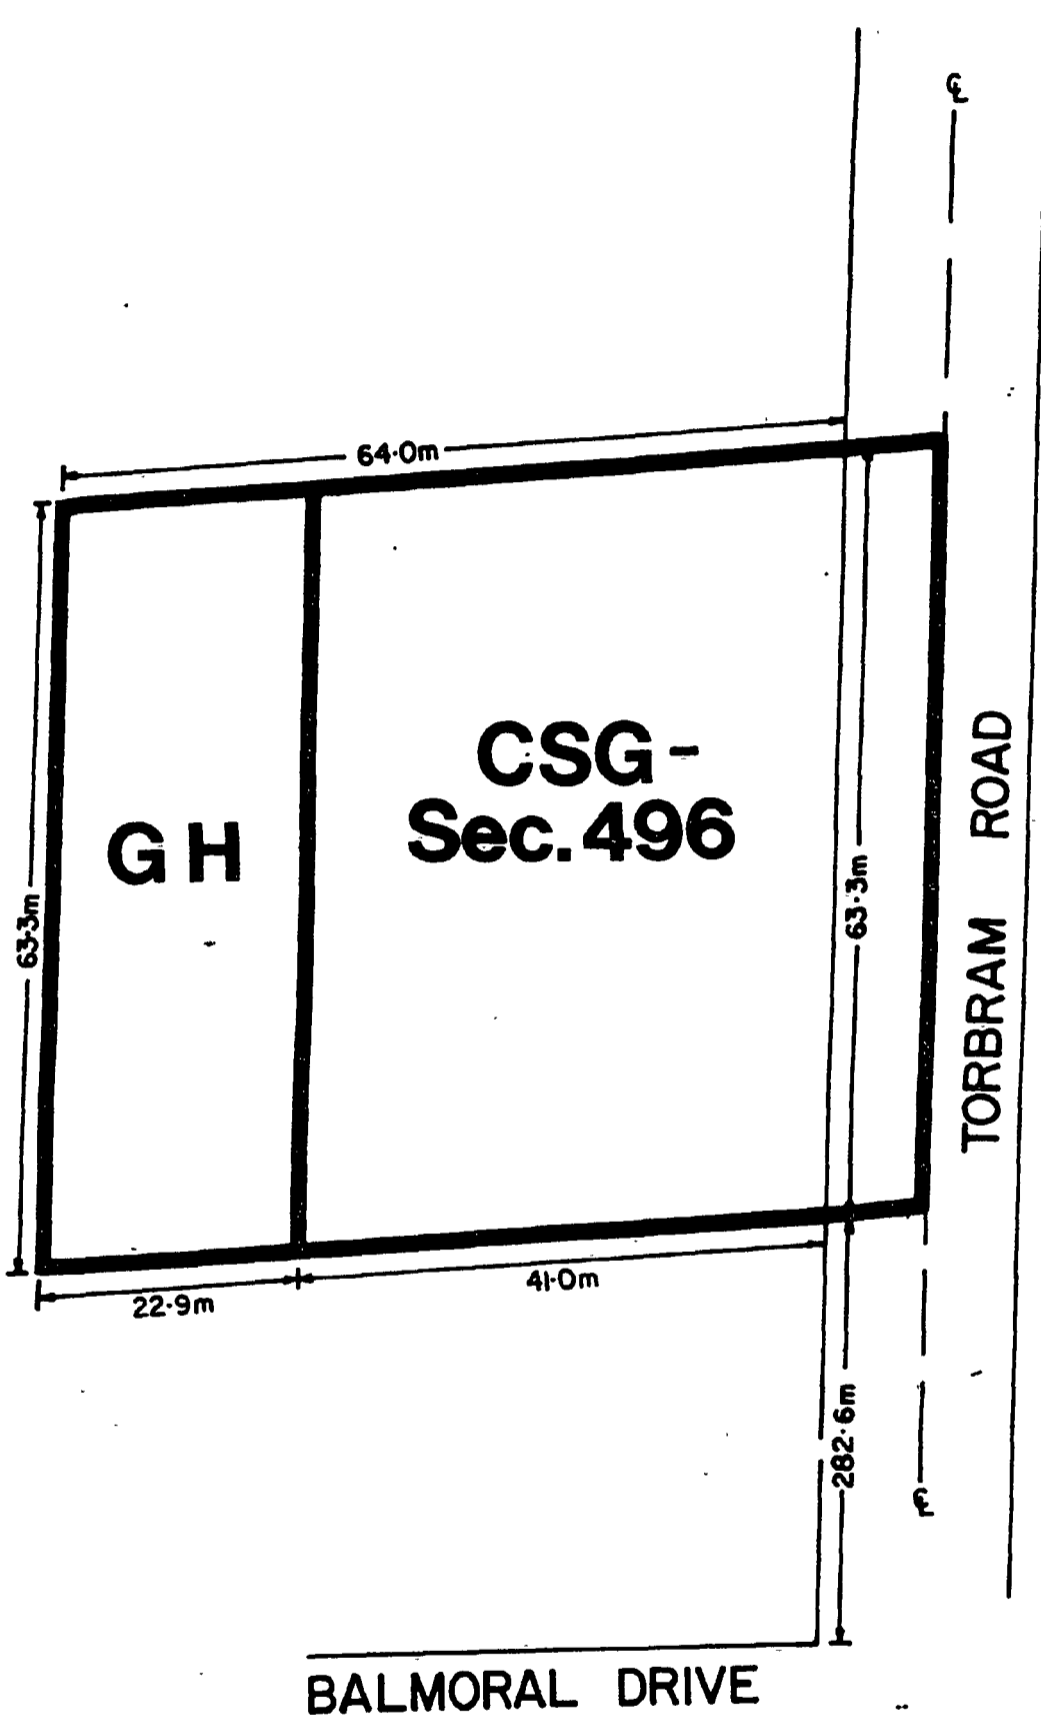 ℄
64.0m
CSG-
Sec. 496
GH
63.3m
63.3m
TORBRAM ROAD
41.0m
22.9m
282.6m
℄
BALMORAL DRIVE